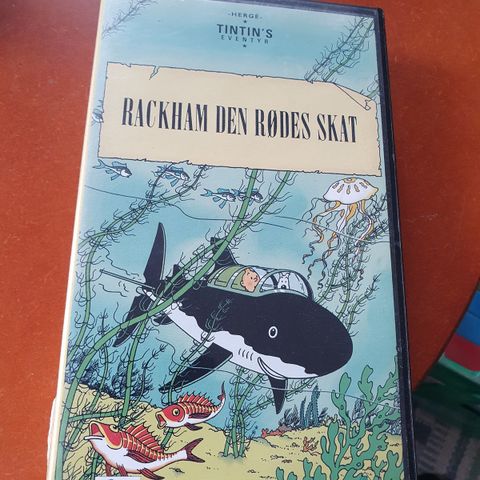 -HERGÉ-
TINTIN'S
EVENTYR
RACKHAM DEN RØDES SKAT